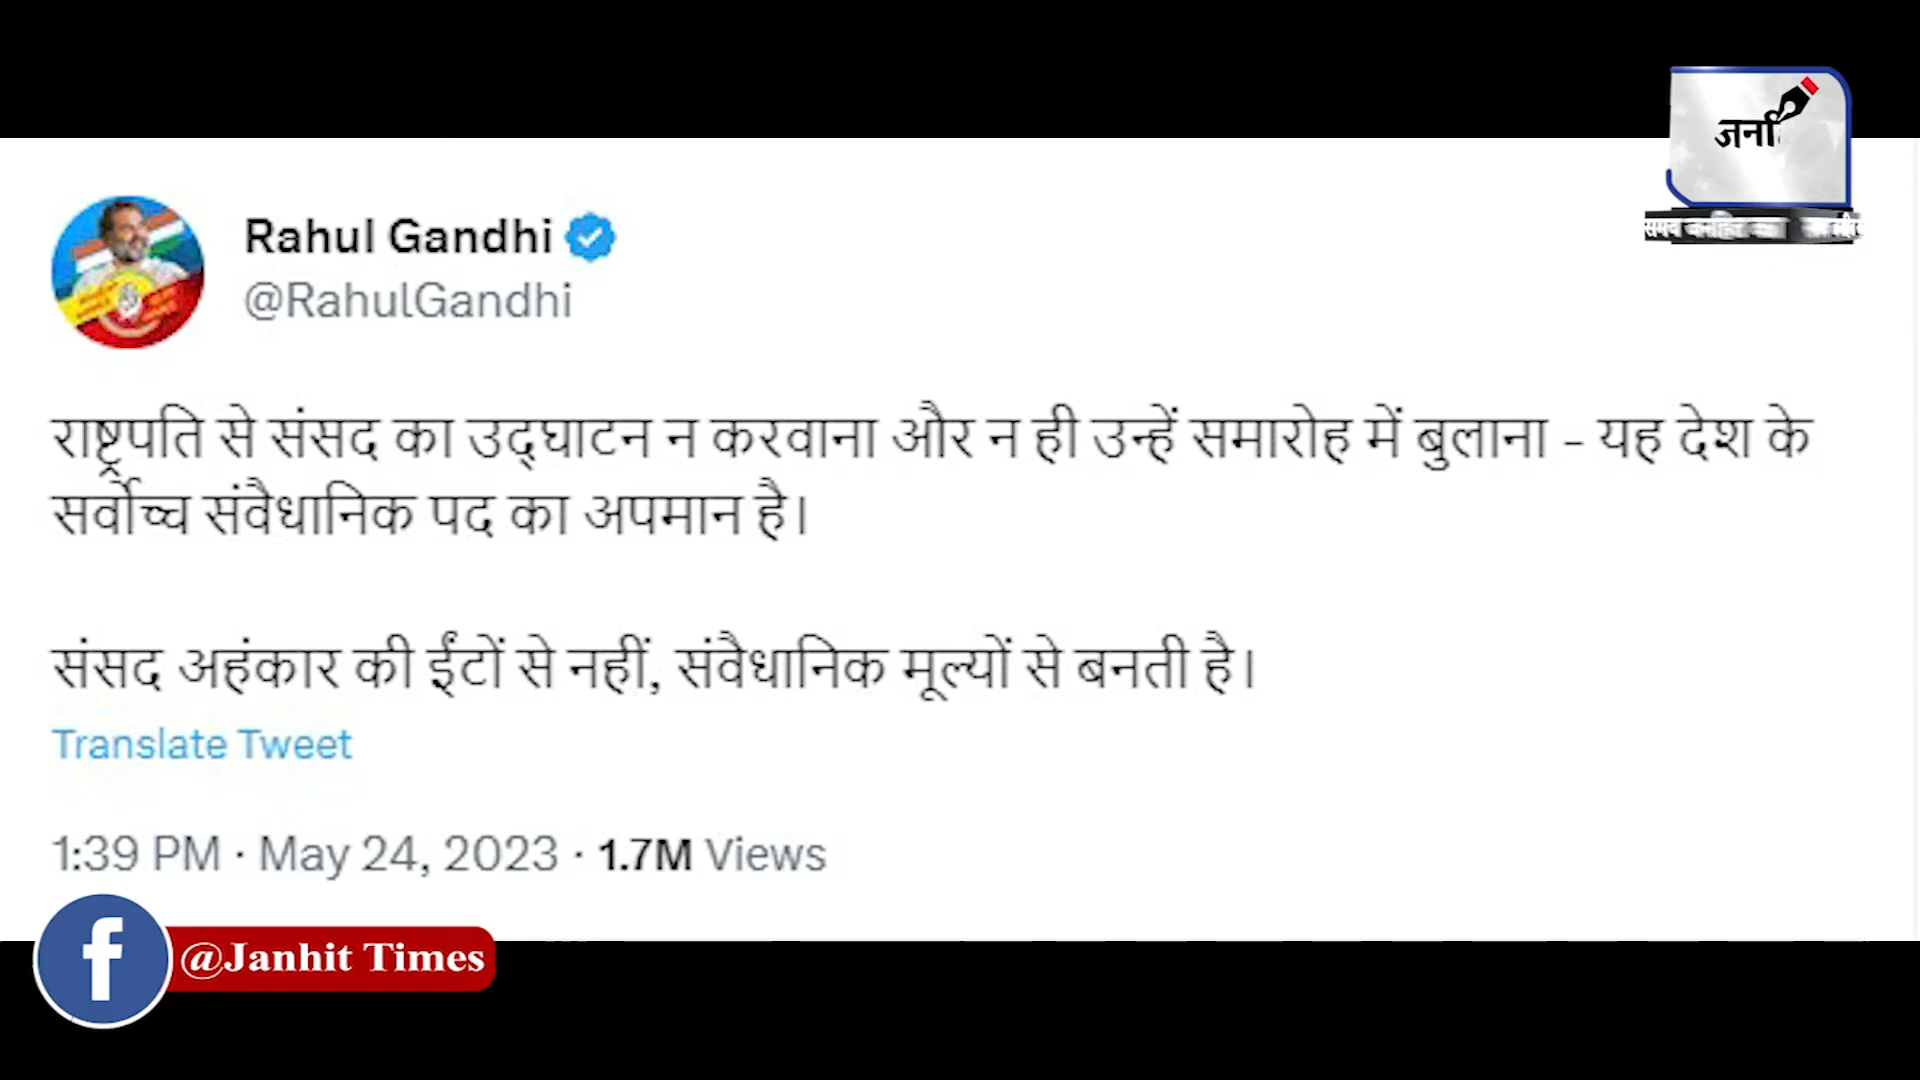 जनहि
Rahul Gandhi
@RahulGandhi
राष्ट्रपति से संसद का उद्घाटन न करवाना और न ही उन्हें समारोह में बुलाना - यह देश के
सर्वोच्च संवैधानिक पद का अपमान है।
संसद अहंकार की ईंटों से नहीं, संवैधानिक मूल्यों से बनती है।
Translate Tweet
1:39 PM · May 24, 2023 · 1.7M Views
f
@Janhit Times